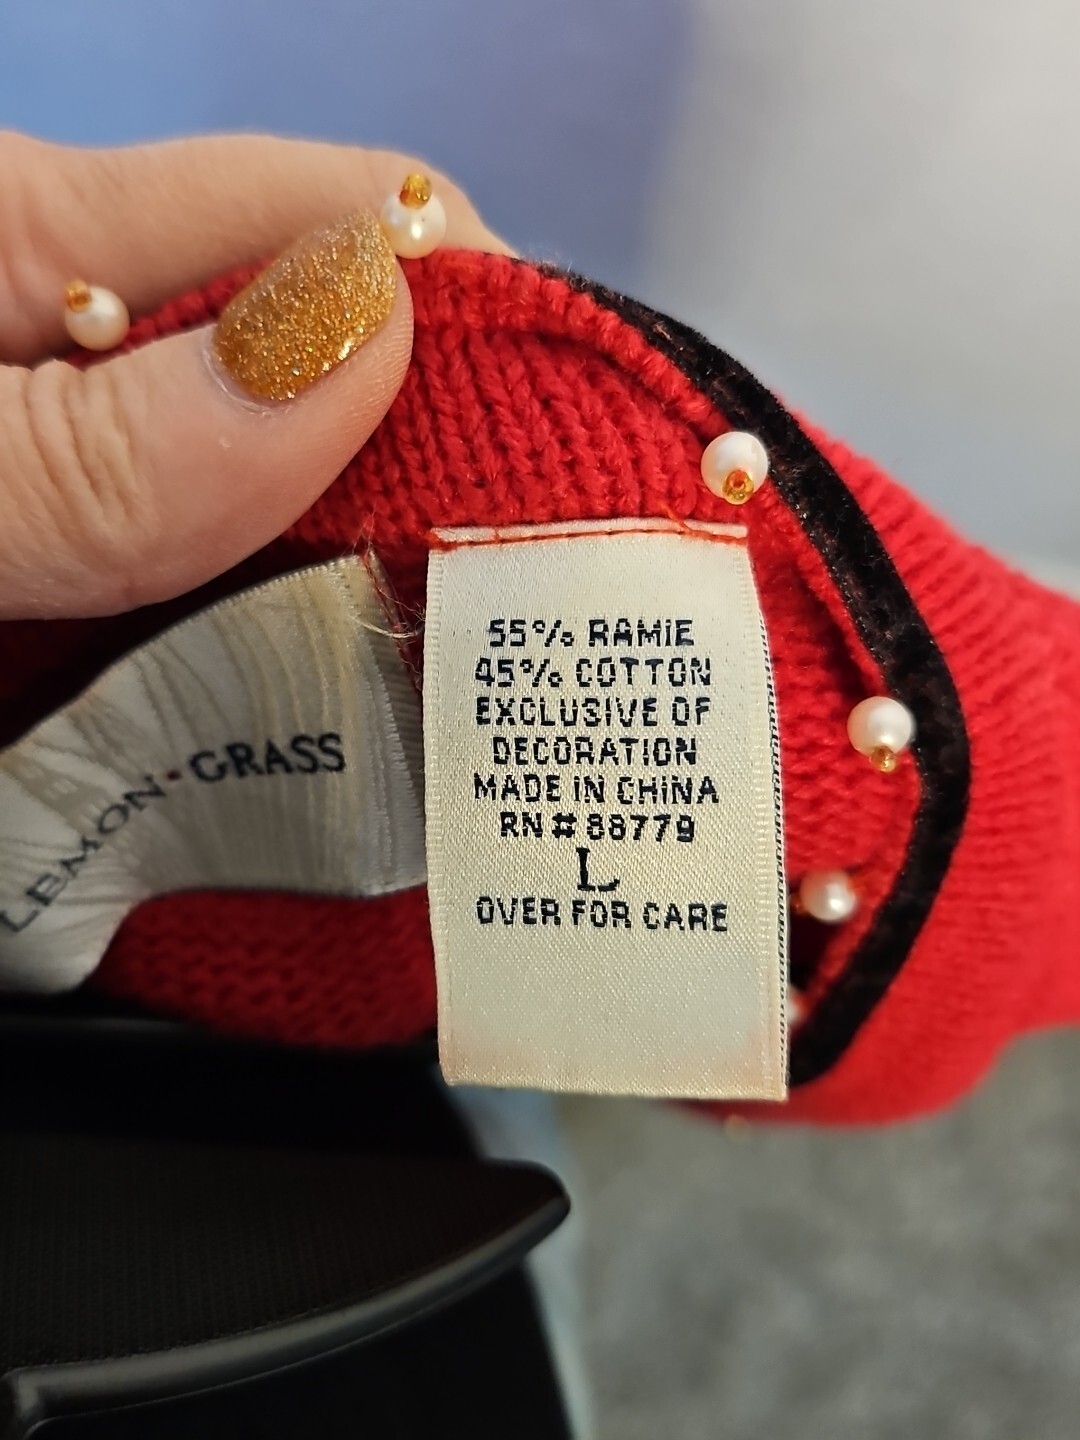 LEMON·GRASS
55% RAMIE
45% COTTON
EXCLUSIVE OF
DECORATION
MADE IN CHINA
RN#88779
L
OVER FOR CARE